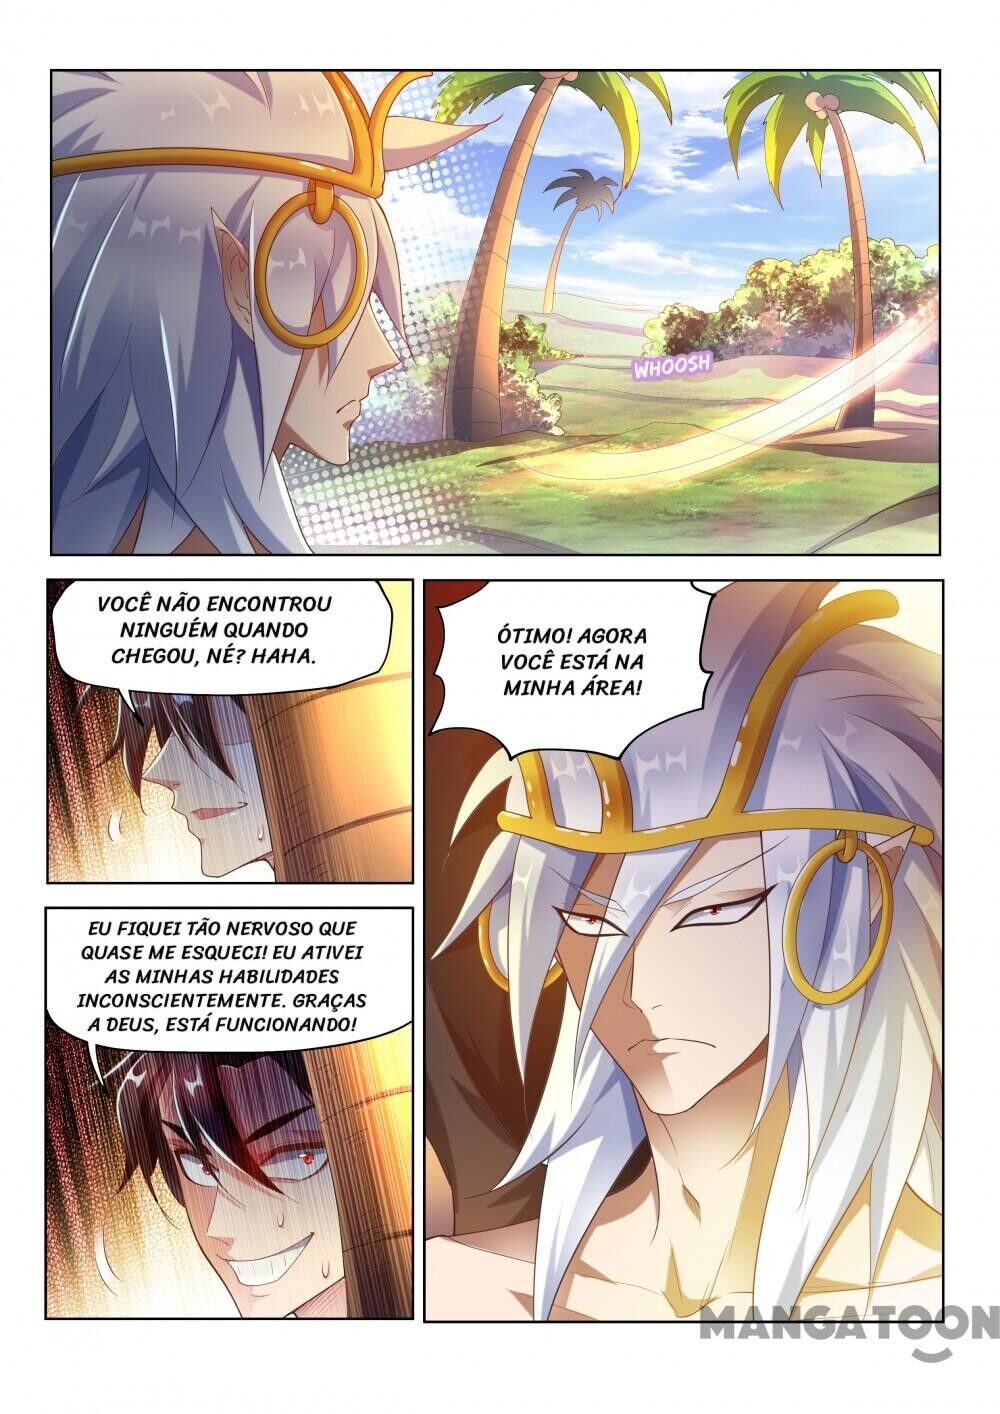 WHOOSH
VOCÊ NÃO ENCONTROU
NINGUÉM QUANDO
CHEGOU, NÉ? HAHA.
ÓTIMO! AGORA
VOCÊ ESTÁ NA
MINHA ÁREA!
EU FIQUEI TÃO NERVOSO QUE
QUASE ME ESQUECI! EU ATIVEI
AS MINHAS HABILIDADES
INCONSCIENTEMENTE. GRAÇAS
A DEUS, ESTÁ FUNCIONANDO!
MANGATOON